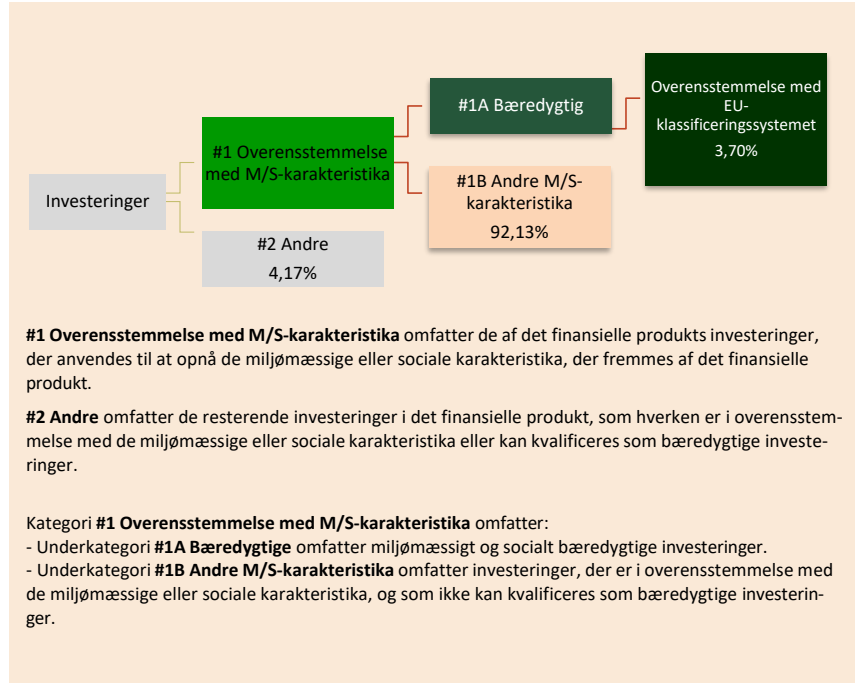 Investeringer
#1 Overensstemmelse
med M/S-karakteristika
#2 Andre
4,17%
#1A Bæredygtig
#1B Andre M/S-
karakteristika
92,13%
Overensstemmelse med
EU-
klassificeringssystemet
3,70%
#1 Overensstemmelse med M/S-karakteristika omfatter de af det finansielle produkts investeringer,
der anvendes til at opnå de miljømæssige eller sociale karakteristika, der fremmes af det finansielle
produkt.
#2 Andre omfatter de resterende investeringer i det finansielle produkt, som hverken er i overensstem-
melse med de miljømæssige eller sociale karakteristika eller kan kvalificeres som bæredygtige investe-
ringer.
Kategori #1 Overensstemmelse med M/S-karakteristika omfatter:
- Underkategori #1A Bæredygtige omfatter miljømæssigt og socialt bæredygtige investeringer.
- Underkategori #1B Andre M/S-karakteristika omfatter investeringer, der er i overensstemmelse med
de miljømæssige eller sociale karakteristika, og som ikke kan kvalificeres som bæredygtige investerin-
ger.